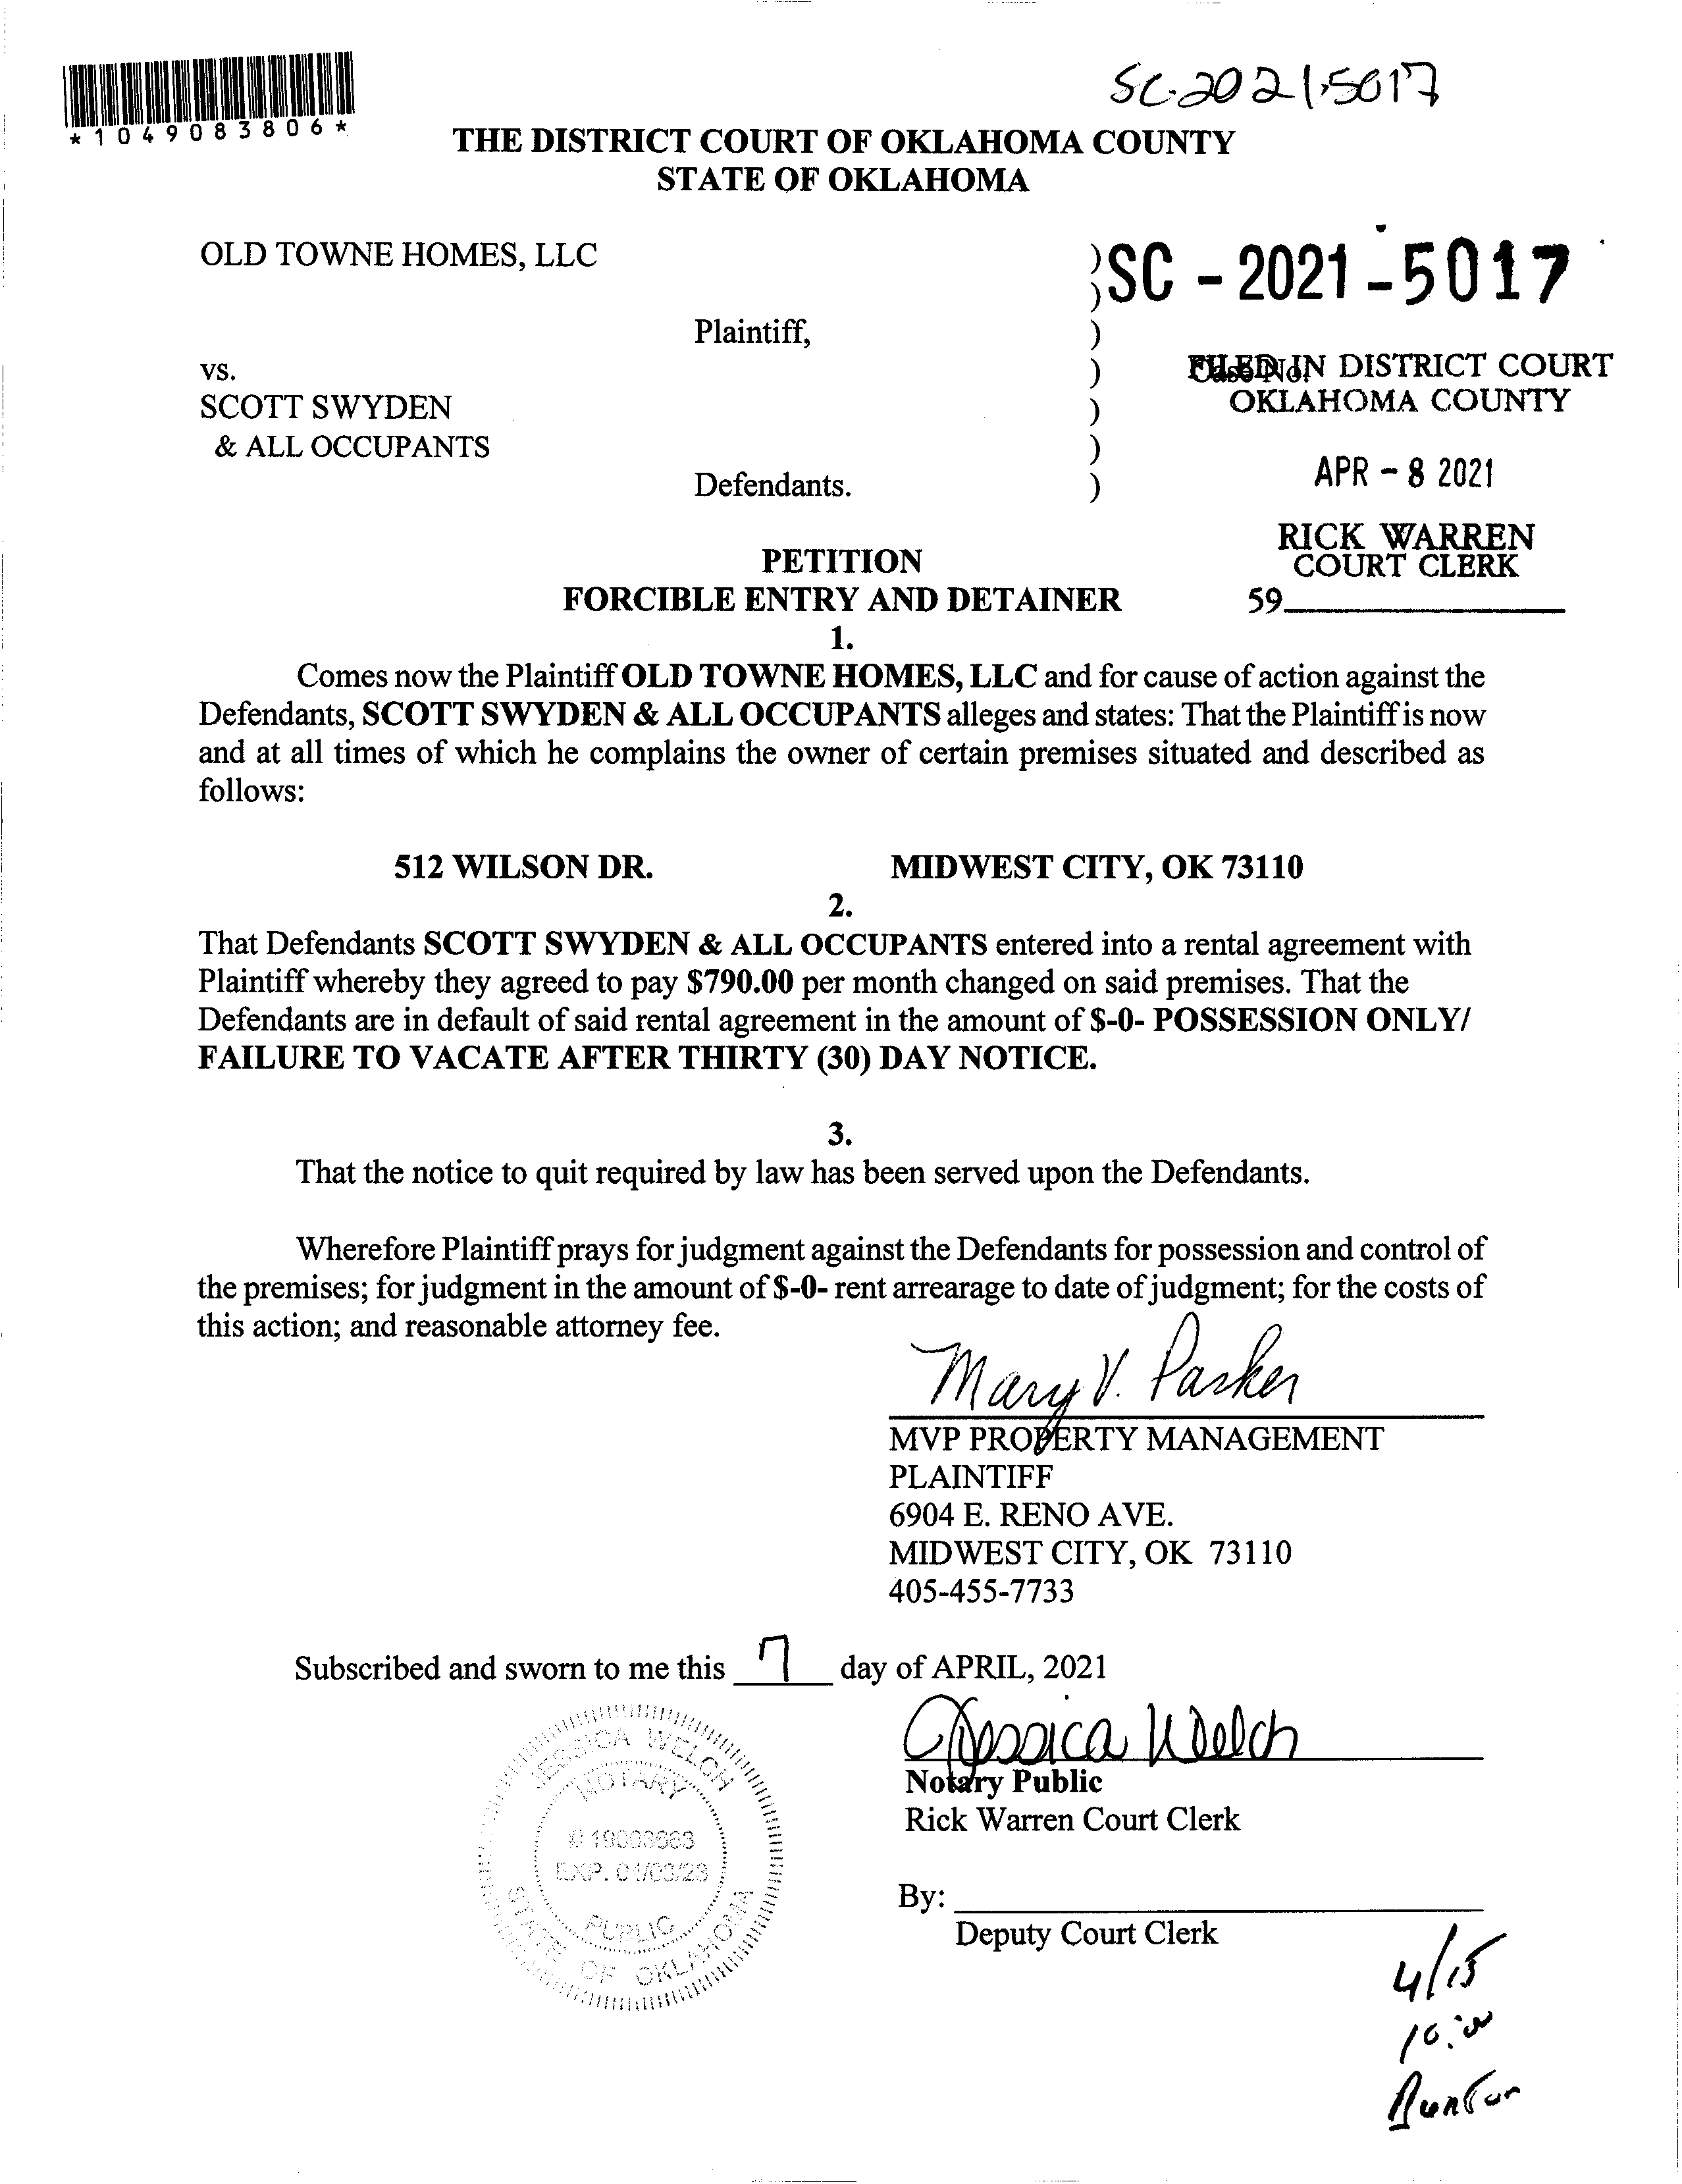 SC-2021-5017
*1049083806*
THE DISTRICT COURT OF OKLAHOMA COUNTY
STATE OF OKLAHOMA
OLD TOWNE HOMES, LLC
)SC - 2021 - 5017
)
Plaintiff, )
vs. ) FILED IN DISTRICT COURT
Case No.
SCOTT SWYDEN ) OKLAHOMA COUNTY
& ALL OCCUPANTS )
Defendants. ) APR - 8 2021
RICK WARREN
COURT CLERK
59
PETITION
FORCIBLE ENTRY AND DETAINER
1.
Comes now the Plaintiff OLD TOWNE HOMES, LLC and for cause of action against the
Defendants, SCOTT SWYDEN & ALL OCCUPANTS alleges and states: That the Plaintiff is now
and at all times of which he complains the owner of certain premises situated and described as
follows:
512 WILSON DR. MIDWEST CITY, OK 73110
2.
That Defendants SCOTT SWYDEN & ALL OCCUPANTS entered into a rental agreement with
Plaintiff whereby they agreed to pay $790.00 per month changed on said premises. That the
Defendants are in default of said rental agreement in the amount of $-0- POSSESSION ONLY/
FAILURE TO VACATE AFTER THIRTY (30) DAY NOTICE.
3.
That the notice to quit required by law has been served upon the Defendants.
Wherefore Plaintiff prays for judgment against the Defendants for possession and control of
the premises; for judgment in the amount of $-0- rent arrearage to date of judgment; for the costs of
this action; and reasonable attorney fee.
Mary V. Parker
MVP PROPERTY MANAGEMENT
PLAINTIFF
6904 E. RENO AVE.
MIDWEST CITY, OK 73110
405-455-7733
Subscribed and sworn to me this 7 day of APRIL, 2021
Jessica Welch
Notary Public
Rick Warren Court Clerk
JESSICA WELCH
NOTARY
# 19003663
EXP.
PUBLIC
STATE OF OKLAHOMA
By:
Deputy Court Clerk
4/15
10:00